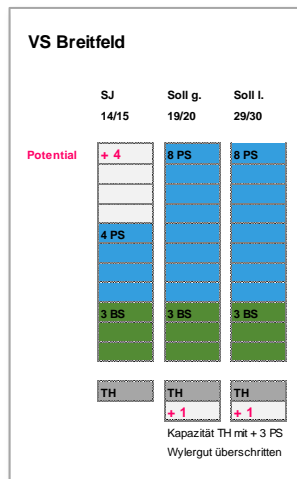 VS Breitfeld
SJ Soll g. Soll l.
14/15 19/20 29/30
Potential + 4 8 PS 8 PS
4 PS
3 BS 3 BS 3 BS
TH TH TH
+ 1 + 1
Kapazität TH mit + 3 PS
Wylergut überschritten